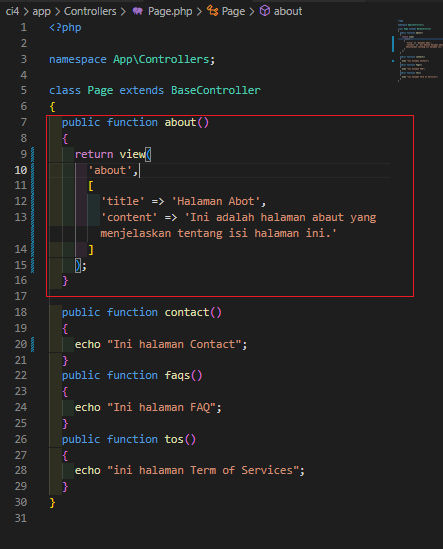 ci4 > app > Controllers > Page.php > Page > about
1 <?php
2
3 namespace App\Controllers;
4
5 class Page extends BaseController
6 {
7 public function about()
8 {
9 return view(
10 'about',
11 [
12 'title' => 'Halaman Abot',
13 'content' => 'Ini adalah halaman abaut yang
menjelaskan tentang isi halaman ini.'
14 ]
15 );
16 }
17
18 public function contact()
19 {
20 echo "Ini halaman Contact";
21 }
22 public function faqs()
23 {
24 echo "Ini halaman FAQ";
25 }
26 public function tos()
27 {
28 echo "ini halaman Term of Services";
29 }
30 }
31